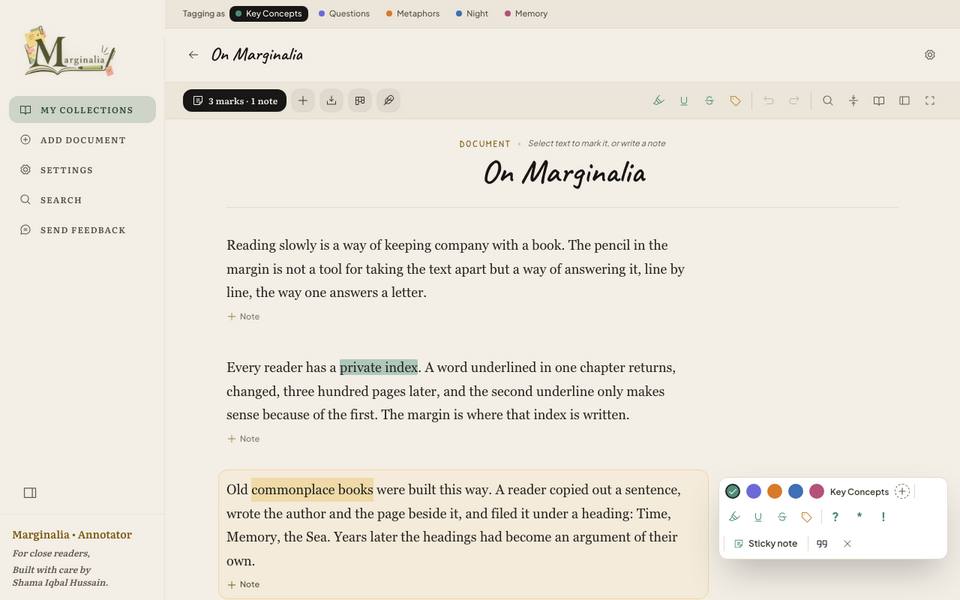 Marginalia
MY COLLECTIONS
ADD DOCUMENT
SETTINGS
SEARCH
SEND FEEDBACK
Marginalia • Annotator
For close readers,
Built with care by
Shama Iqbal Hussain.
Tagging as Key Concepts Questions Metaphors Night Memory
On Marginalia
3 marks · 1 note
DOCUMENT • Select text to mark it, or write a note
On Marginalia
Reading slowly is a way of keeping company with a book. The pencil in the
margin is not a tool for taking the text apart but a way of answering it, line by
line, the way one answers a letter.
+ Note
Every reader has a private index. A word underlined in one chapter returns,
changed, three hundred pages later, and the second underline only makes
sense because of the first. The margin is where that index is written.
+ Note
Old commonplace books were built this way. A reader copied out a sentence,
wrote the author and the page beside it, and filed it under a heading: Time,
Memory, the Sea. Years later the headings had become an argument of their
own.
+ Note
Key Concepts
U S ? * !
Sticky note